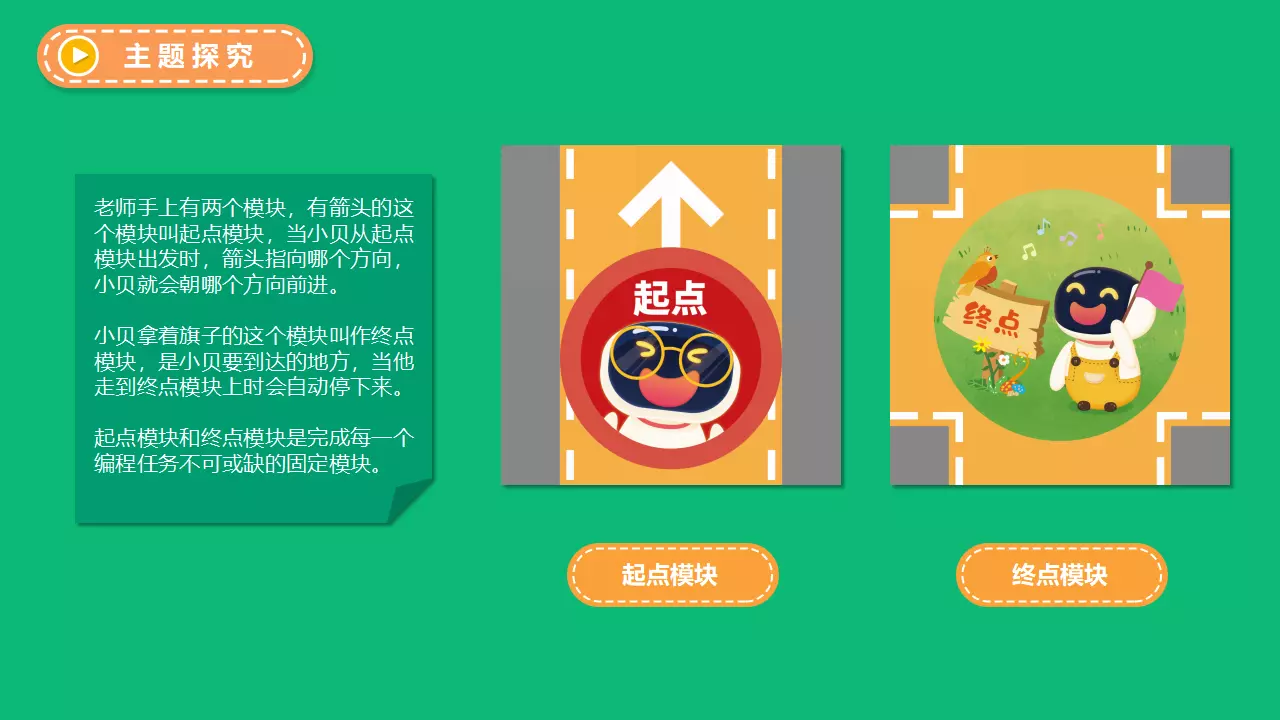 主题探究
老师手上有两个模块，有箭头的这
个模块叫起点模块，当小贝从起点
模块出发时，箭头指向哪个方向，
小贝就会朝哪个方向前进。
小贝拿着旗子的这个模块叫作终点
模块，是小贝要到达的地方，当他
走到终点模块上时会自动停下来。
起点模块和终点模块是完成每一个
编程任务不可或缺的固定模块。
起点
终点
起点模块
终点模块